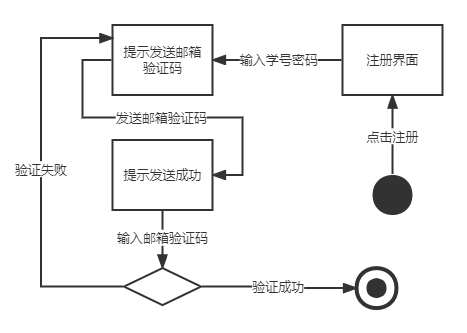 提示发送邮箱
验证码
输入学号密码
注册界面
发送邮箱验证码
点击注册
提示发送成功
验证失败
输入邮箱验证码
验证成功